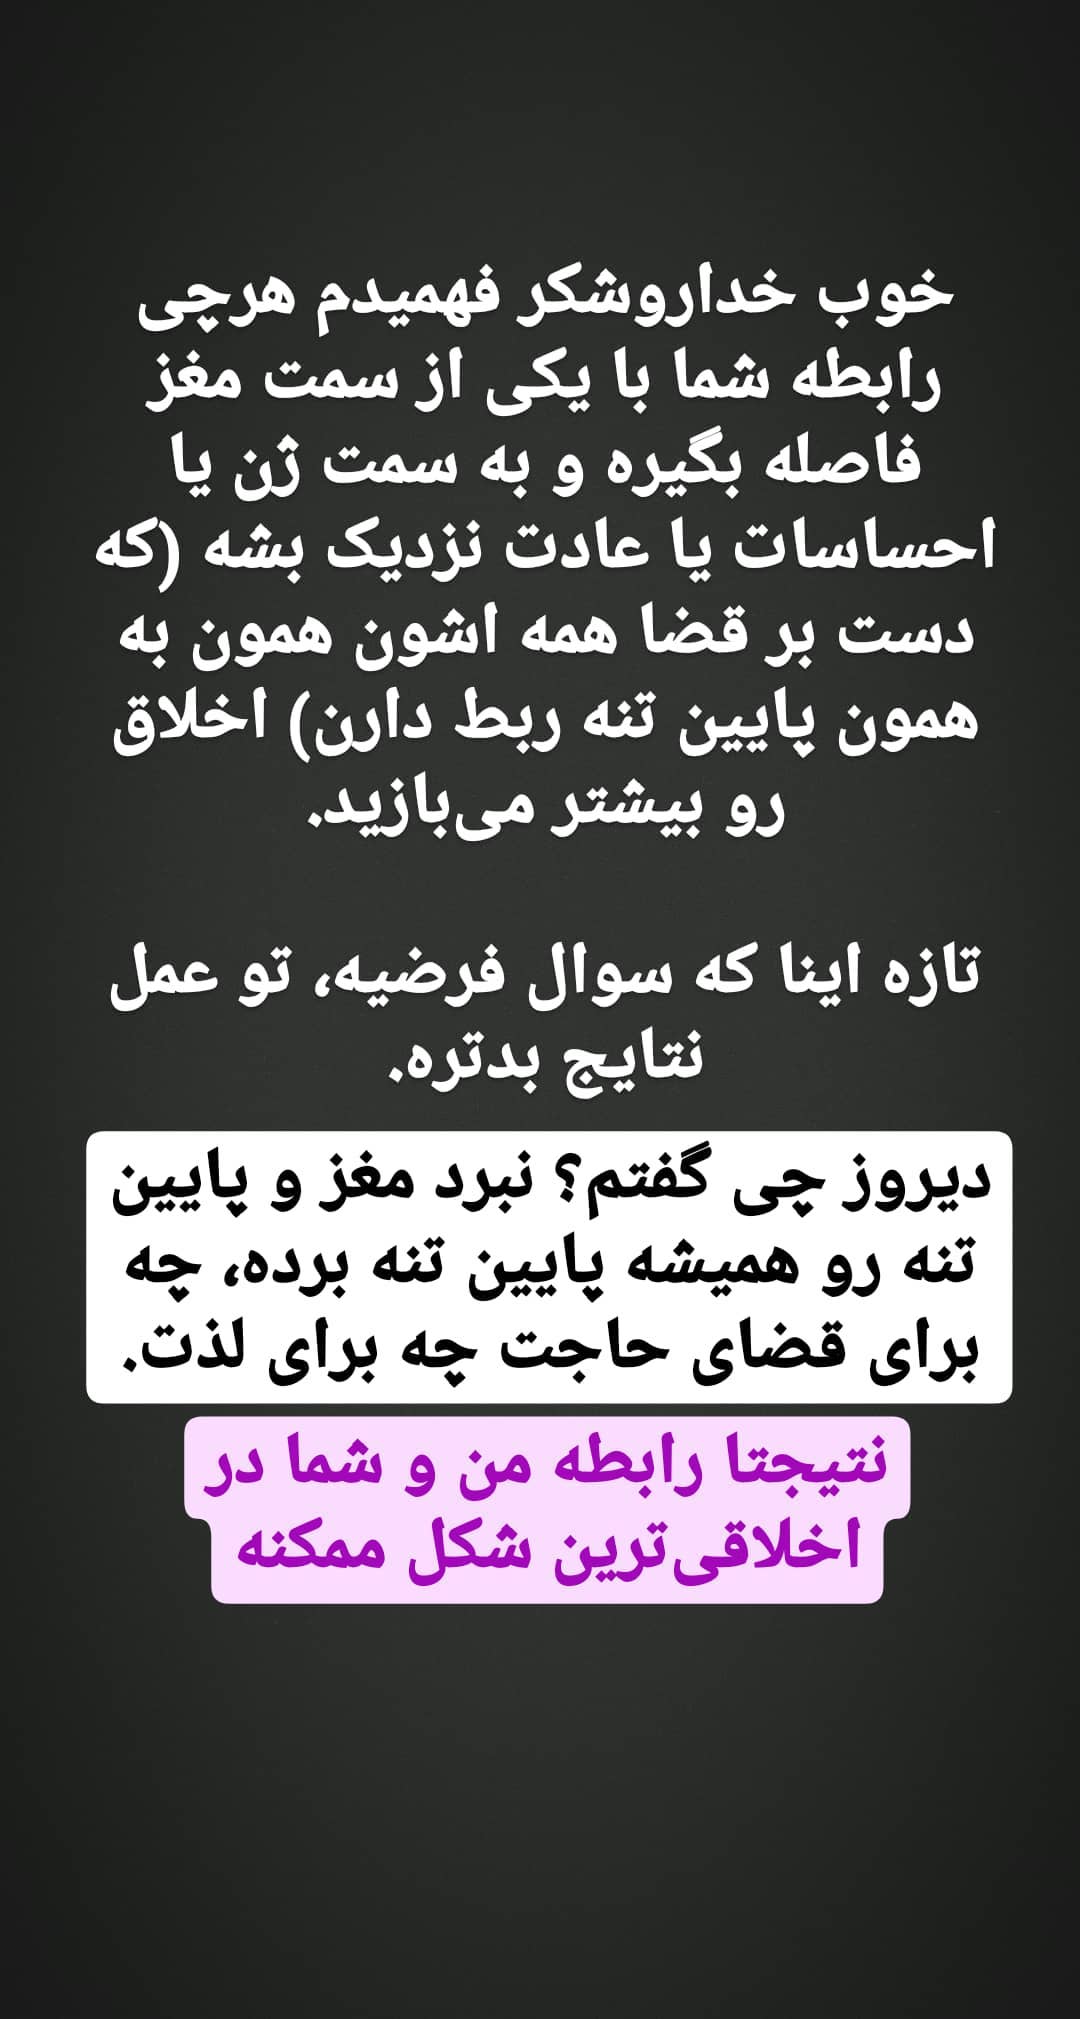 خوب خداروشکر فهمیدم هرچی
رابطه شما با یکی از سمت مغز
فاصله بگیره و به سمت ژن یا
احساسات یا عادت نزدیک بشه (که
دست بر قضا همه اشون همون به
همون پایین تنه ربط دارن) اخلاق
رو بیشتر می‌بازید.
تازه اینا که سوال فرضیه، تو عمل
نتایج بدتره.
دیروز چی گفتم؟ نبرد مغز و پایین
تنه رو همیشه پایین تنه برده، چه
برای قضای حاجت چه برای لذت.
نتیجتا رابطه من و شما در
اخلاقی‌ترین شکل ممکنه